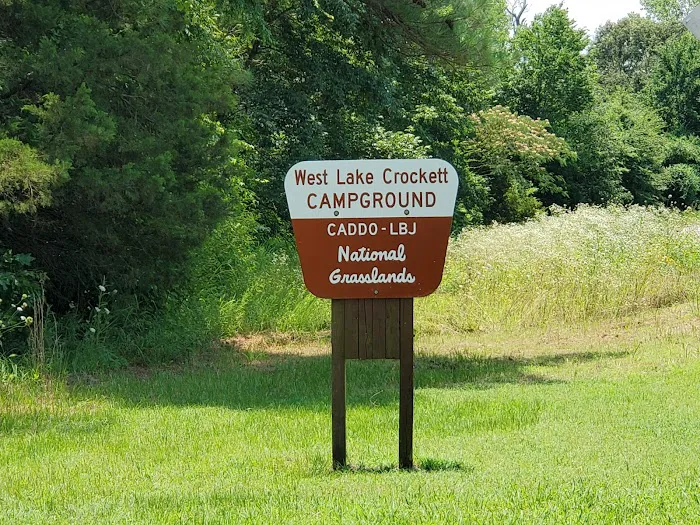 West Lake Crockett
CAMPGROUND
CADDO-LBJ
National
Grasslands